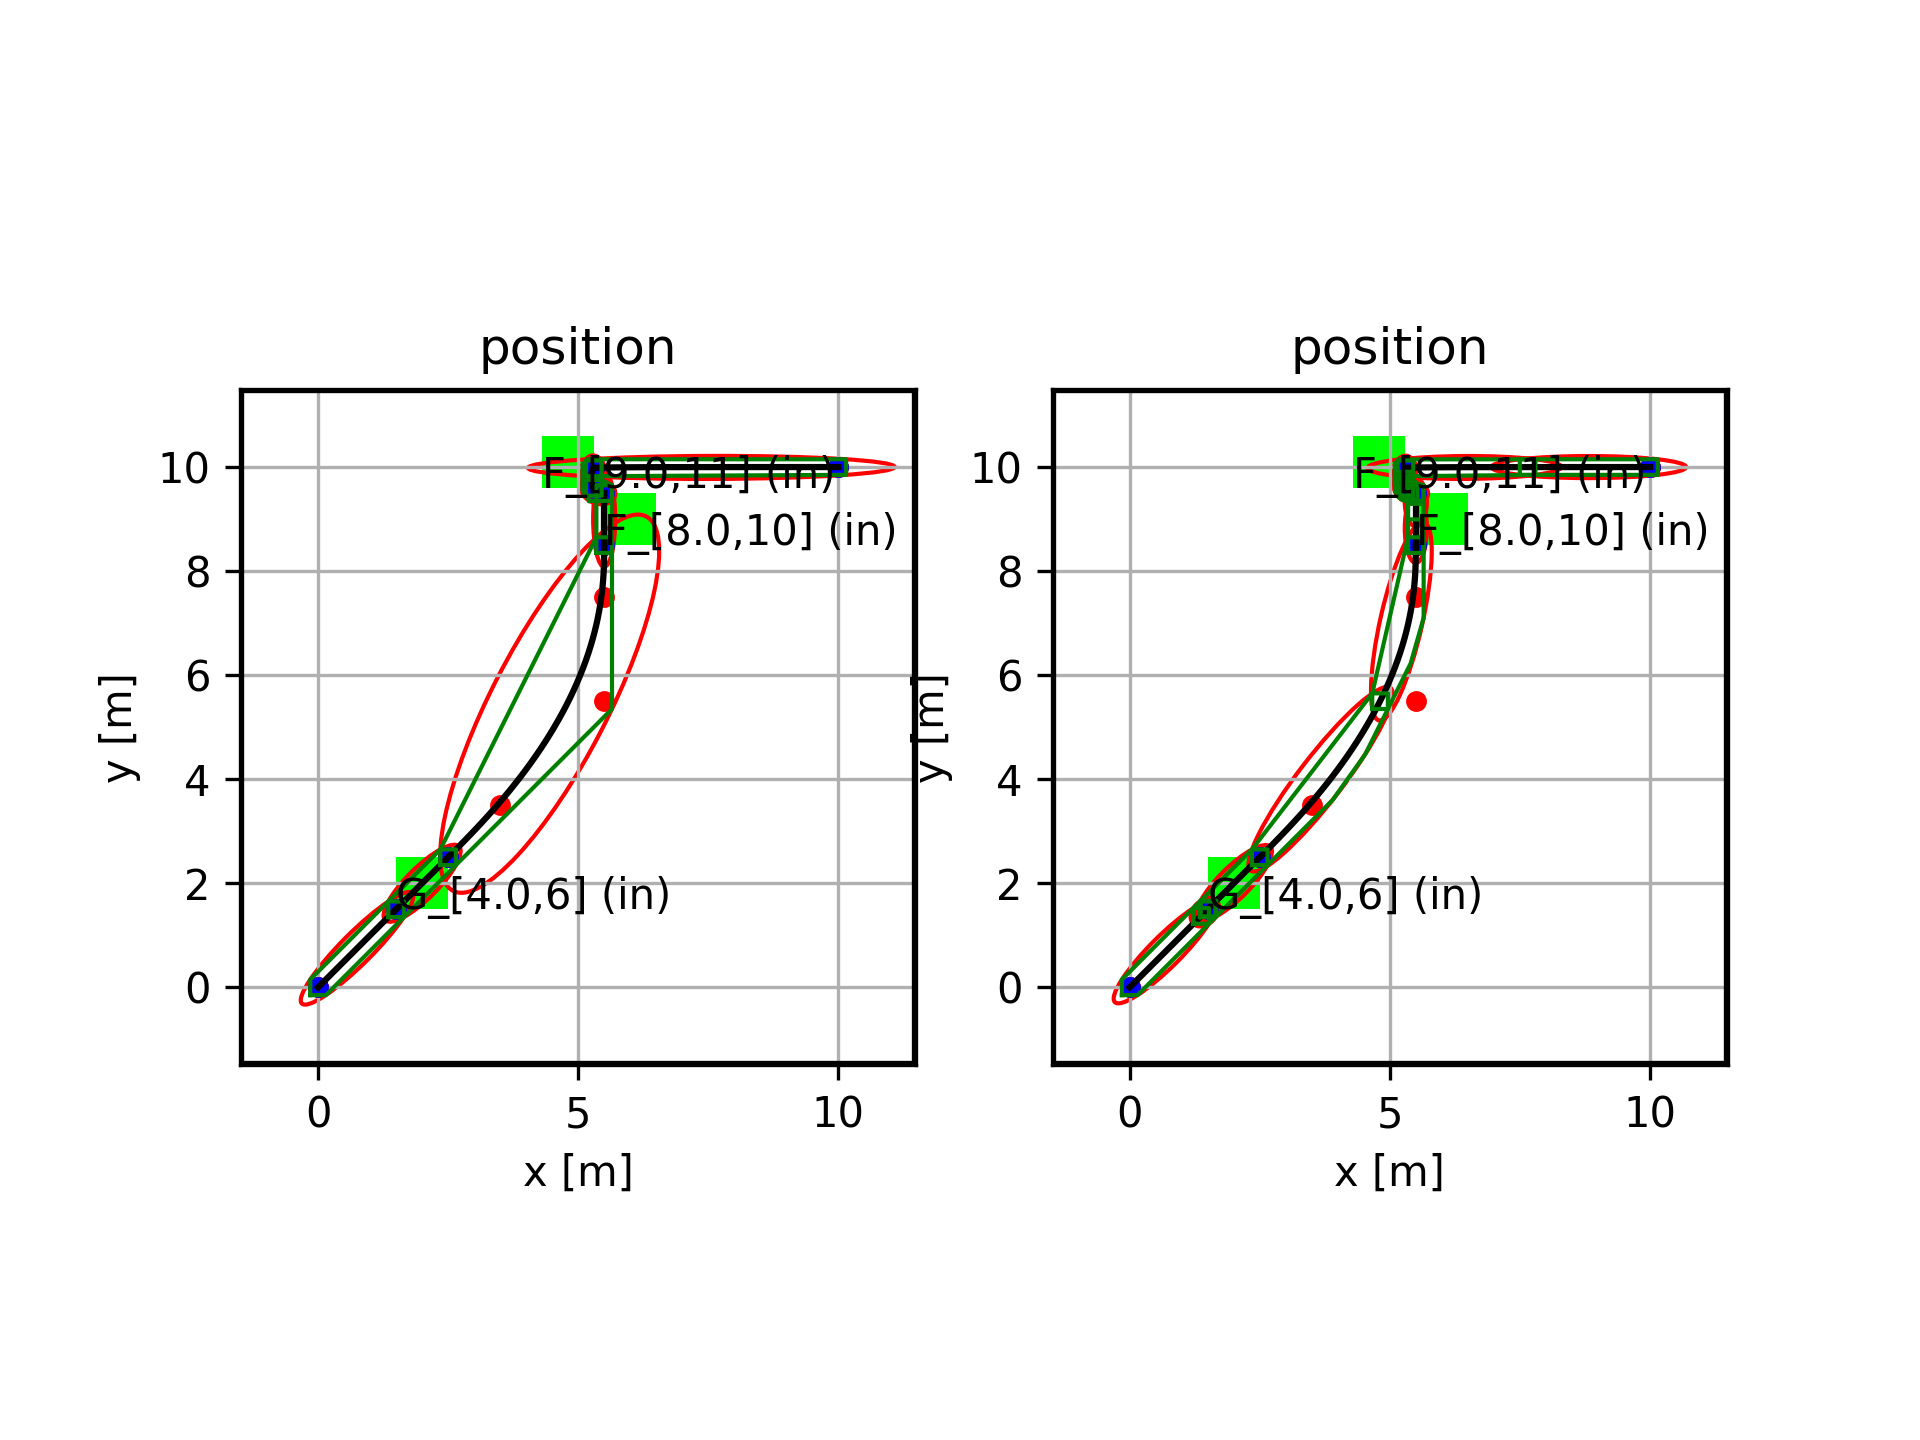 position
10
8
6
4
2
0
y [m]
F_[9.0,11] (in)
F_[8.0,10] (in)
G_[4.0,6] (in)
0
5
10
x [m]
position
10
8
6
4
2
0
y [m]
F_[9.0,11] (in)
F_[8.0,10] (in)
G_[4.0,6] (in)
0
5
10
x [m]